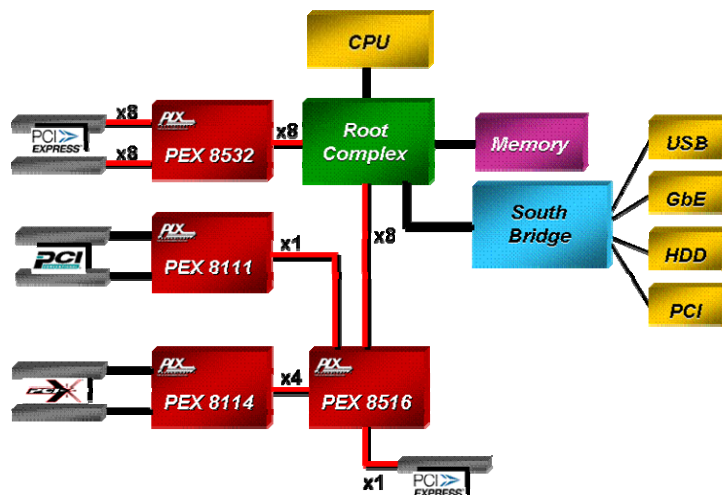 CPU
x8
PCI
EXPRESS
x8
PLX
PEX 8532
x8
Root
Complex
Memory
USB
GbE
HDD
PCI
South
Bridge
x8
PCI
PLX
PEX 8111
x1
PCI X
PLX
PEX 8114
x4
PLX
PEX 8516
x1
PCI
EXPRESS